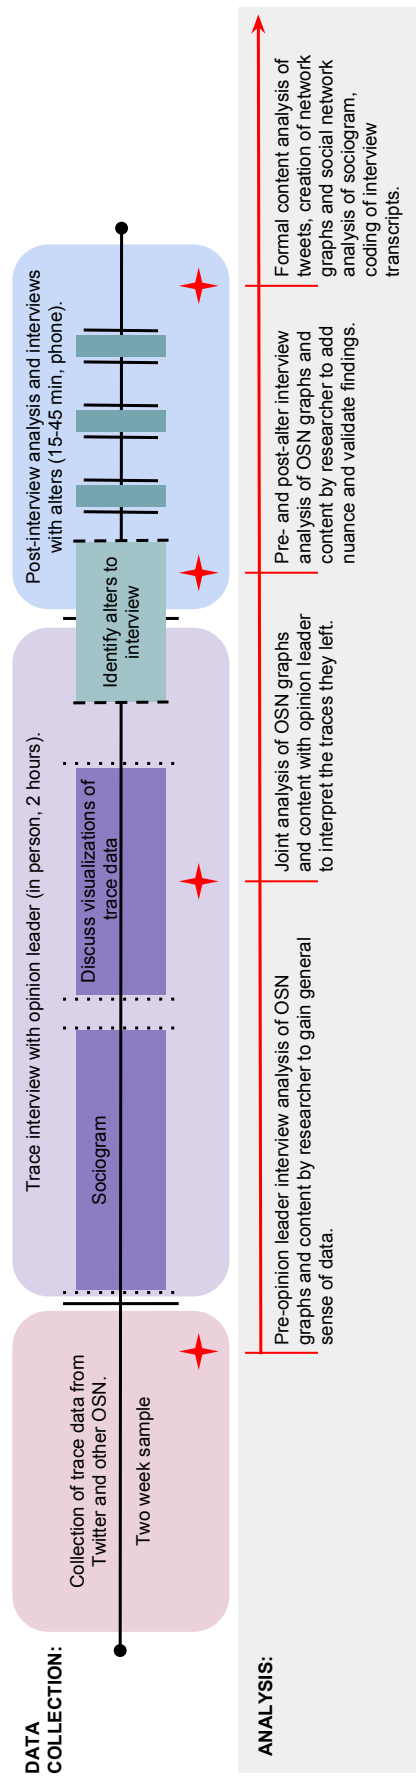 DATA
COLLECTION:
Collection of trace data from
Twitter and other OSN.
Two week sample
Trace interview with opinion leader (in person, 2 hours).
Sociogram
Discuss visualizations of
trace data
Identify alters to
interview
Post-interview analysis and interviews
with alters (15-45 min, phone).
ANALYSIS:
Pre-opinion leader interview analysis of OSN
graphs and content by researcher to gain general
sense of data.
Joint analysis of OSN graphs
and content with opinion leader
to interpret the traces they left.
Pre- and post-alter interview
analysis of OSN graphs and
content by researcher to add
nuance and validate findings.
Formal content analysis of
tweets, creation of network
graphs and social network
analysis of sociogram,
coding of interview
transcripts.